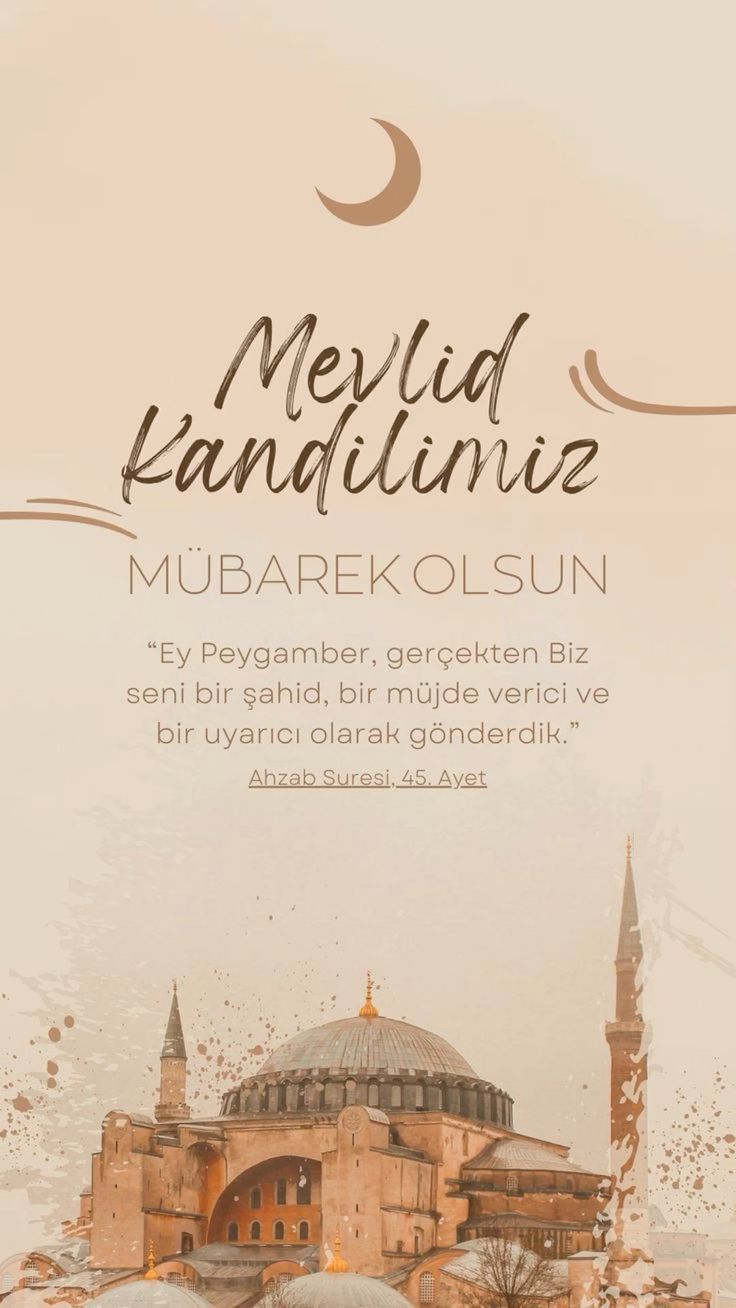 Mevlid
Kandilimiz
MÜBAREK OLSUN
“Ey Peygamber, gerçekten Biz
seni bir şahid, bir müjde verici ve
bir uyarıcı olarak gönderdik.”
Ahzab Suresi, 45. Ayet